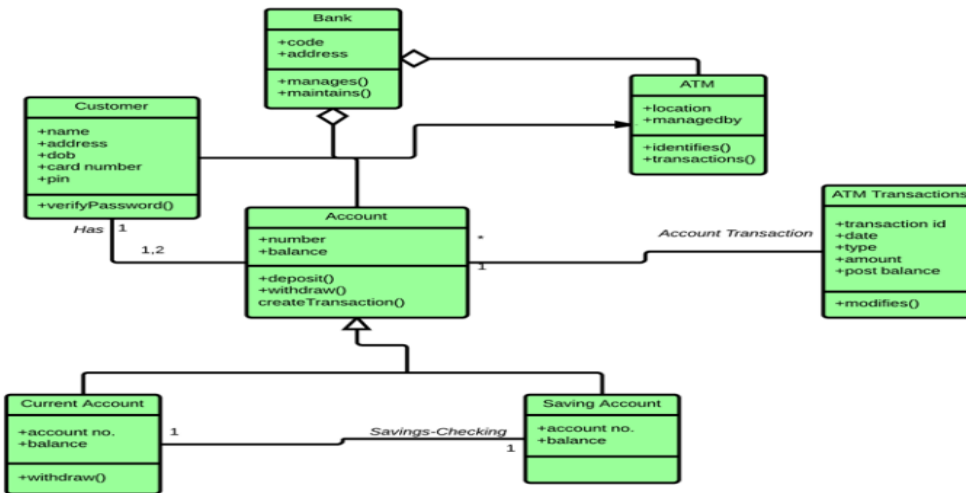 Bank
+code
+address
+manages()
+maintains()
ATM
+location
+managedby
+identifies()
+transactions()
Customer
+name
+address
+dob
+card number
+pin
+verifyPassword()
Has
1
1,2
Account
+number
+balance
+deposit()
+withdraw()
createTransaction()
*
1
Account Transaction
ATM Transactions
+transaction id
+date
+type
+amount
+post balance
+modifies()
Current Account
+account no.
+balance
+withdraw()
1
Savings-Checking
1
Saving Account
+account no.
+balance